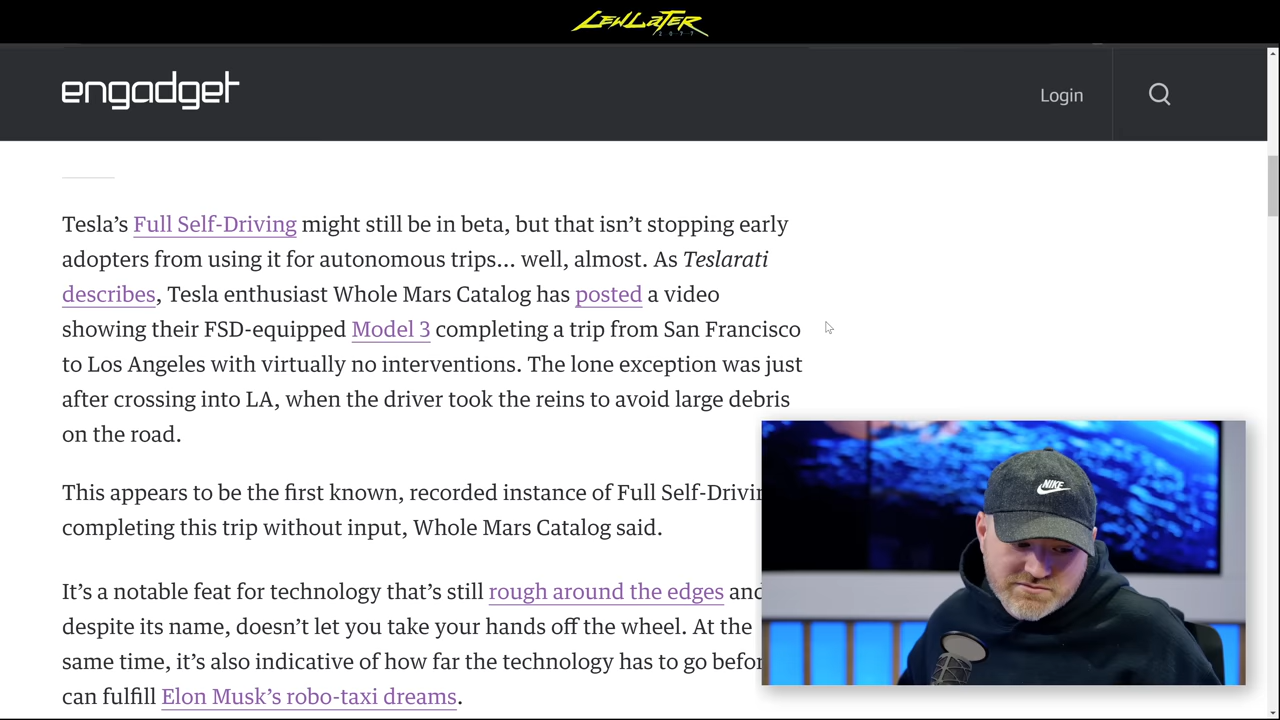 LEWLATER
2077
engadget
Login
Tesla’s Full Self-Driving might still be in beta, but that isn’t stopping early
adopters from using it for autonomous trips... well, almost. As Teslarati
describes, Tesla enthusiast Whole Mars Catalog has posted a video
showing their FSD-equipped Model 3 completing a trip from San Francisco
to Los Angeles with virtually no interventions. The lone exception was just
after crossing into LA, when the driver took the reins to avoid large debris
on the road.
This appears to be the first known, recorded instance of Full Self-Drivin
completing this trip without input, Whole Mars Catalog said.
It’s a notable feat for technology that’s still rough around the edges and
despite its name, doesn’t let you take your hands off the wheel. At the
same time, it’s also indicative of how far the technology has to go befor
can fulfill Elon Musk’s robo-taxi dreams.
NIKE